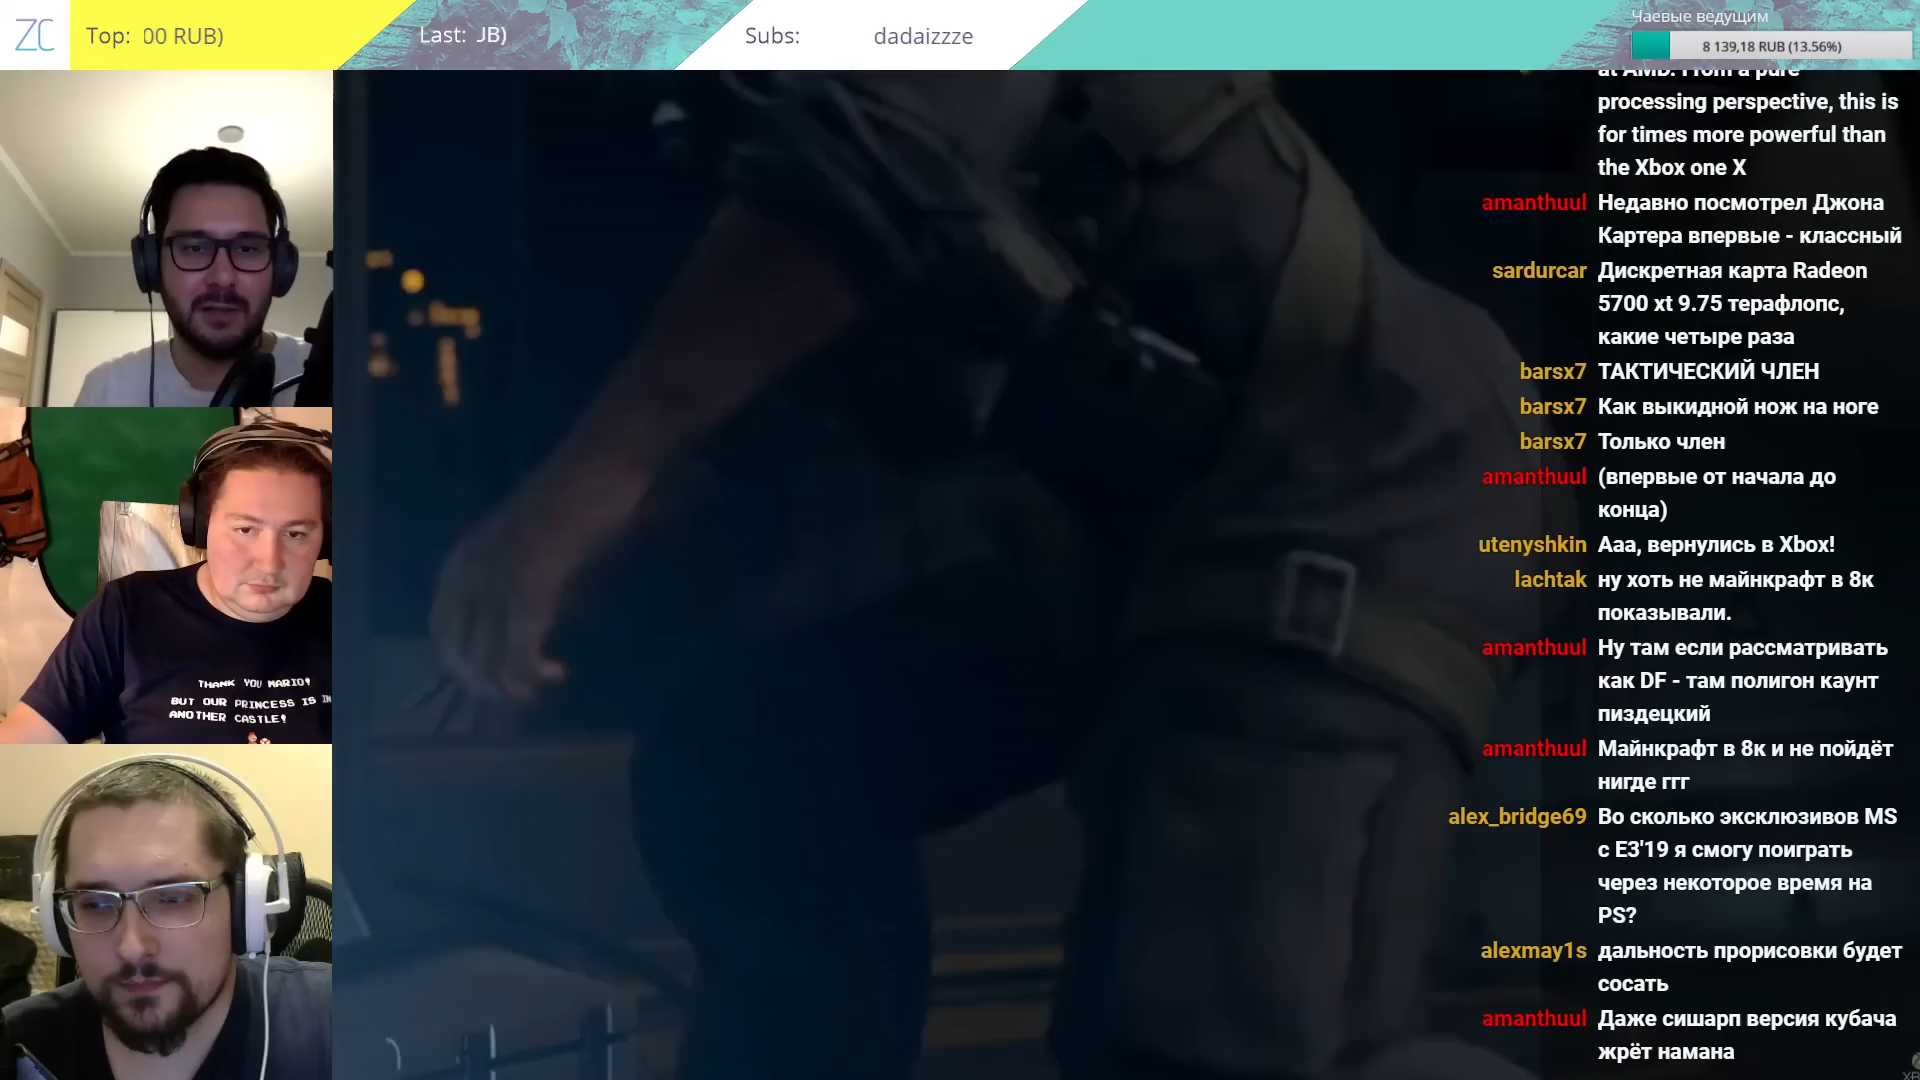 ZC
Top: 00 RUB)
Last: JB)
Subs: dadaizzze
Чаевые ведущим
8 139,18 RUB (13.56%)
at AMD. From a pure
processing perspective, this is
for times more powerful than
the Xbox one X
amanthuul Недавно посмотрел Джона
Картера впервые - классный
sardurcar Дискретная карта Radeon
5700 xt 9.75 терафлопс,
какие четыре раза
barsx7 ТАКТИЧЕСКИЙ ЧЛЕН
barsx7 Как выкидной нож на ноге
barsx7 Только член
amanthuul (впервые от начала до
конца)
utenyshkin Ааа, вернулись в Xbox!
lachtak ну хоть не майнкрафт в 8к
показывали.
amanthuul Ну там если рассматривать
как DF - там полигон каунт
пиздецкий
amanthuul Майнкрафт в 8к и не пойдёт
нигде ггг
alex_bridge69 Во сколько эксклюзивов MS
с E3'19 я смогу поиграть
через некоторое время на
PS?
alexmay1s дальность прорисовки будет
сосать
amanthuul Даже сишарп версия кубача
жрёт намана
THANK YOU MARIO!
BUT OUR PRINCESS IS IN
ANOTHER CASTLE!